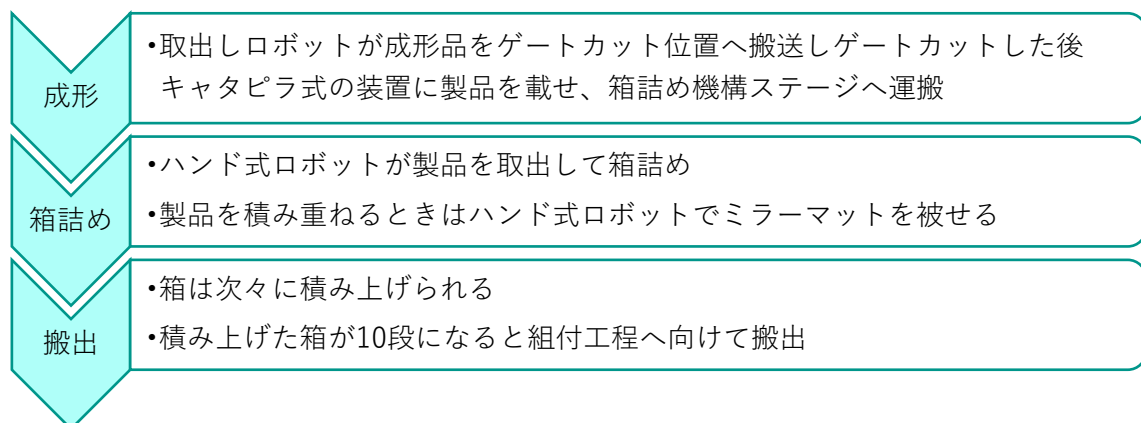 成形
•取出しロボットが成形品をゲートカット位置へ搬送しゲートカットした後
キャタピラ式の装置に製品を載せ、箱詰め機構ステージへ運搬
箱詰め
•ハンド式ロボットが製品を取出して箱詰め
•製品を積み重ねるときはハンド式ロボットでミラーマットを被せる
搬出
•箱は次々に積み上げられる
•積み上げた箱が10段になると組付工程へ向けて搬出